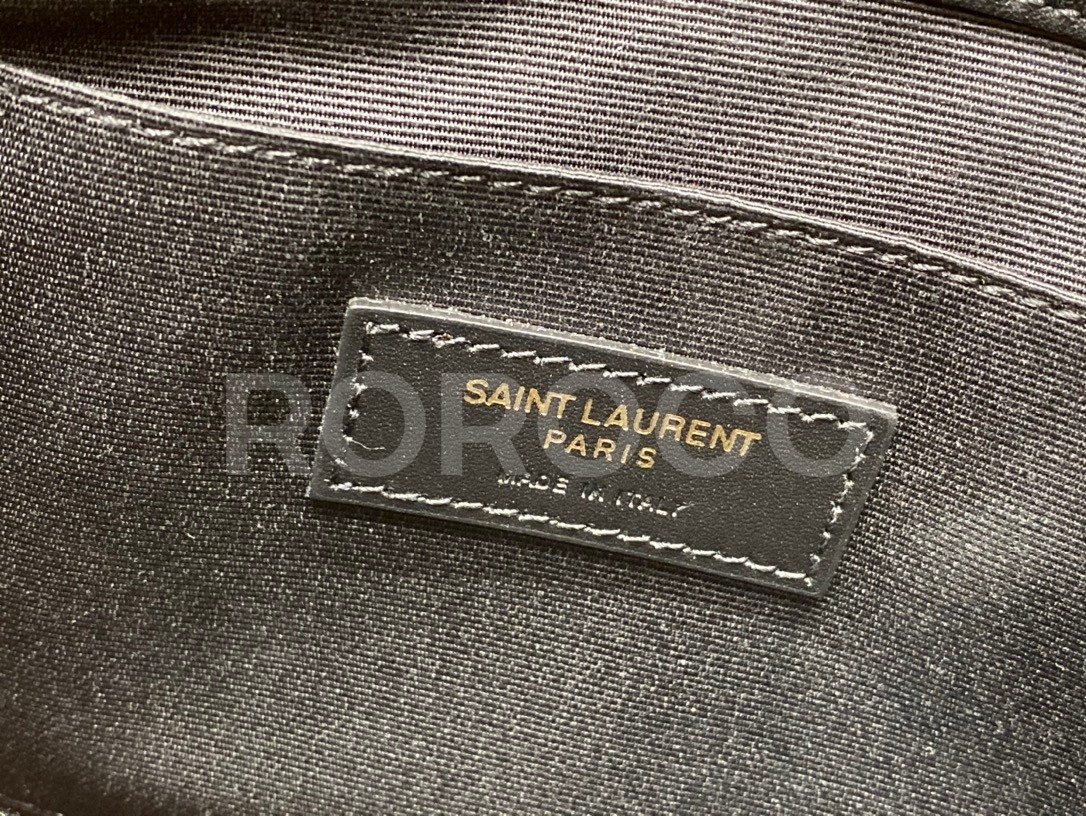 SAINT LAURENT
PARIS
MADE IN ITALY
ROROCO